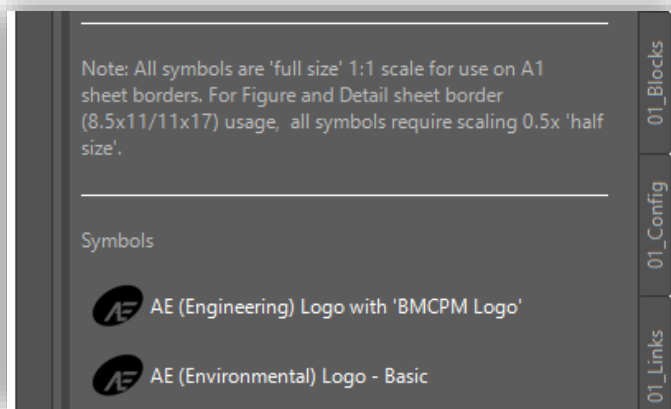 Note: All symbols are 'full size' 1:1 scale for use on A1
sheet borders. For Figure and Detail sheet border
(8.5x11/11x17) usage,  all symbols require scaling 0.5x 'half
size'.
Symbols
AE AE (Engineering) Logo with 'BMCPM Logo'
AE AE (Environmental) Logo - Basic
01_Blocks
01_Config
01_Links